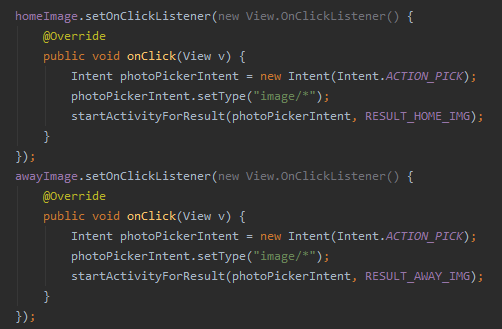 homeImage.setOnClickListener(new View.OnClickListener() {
    @Override
    public void onClick(View v) {
        Intent photoPickerIntent = new Intent(Intent.ACTION_PICK);
        photoPickerIntent.setType("image/*");
        startActivityForResult(photoPickerIntent, RESULT_HOME_IMG);
    }
});
awayImage.setOnClickListener(new View.OnClickListener() {
    @Override
    public void onClick(View v) {
        Intent photoPickerIntent = new Intent(Intent.ACTION_PICK);
        photoPickerIntent.setType("image/*");
        startActivityForResult(photoPickerIntent, RESULT_AWAY_IMG);
    }
});